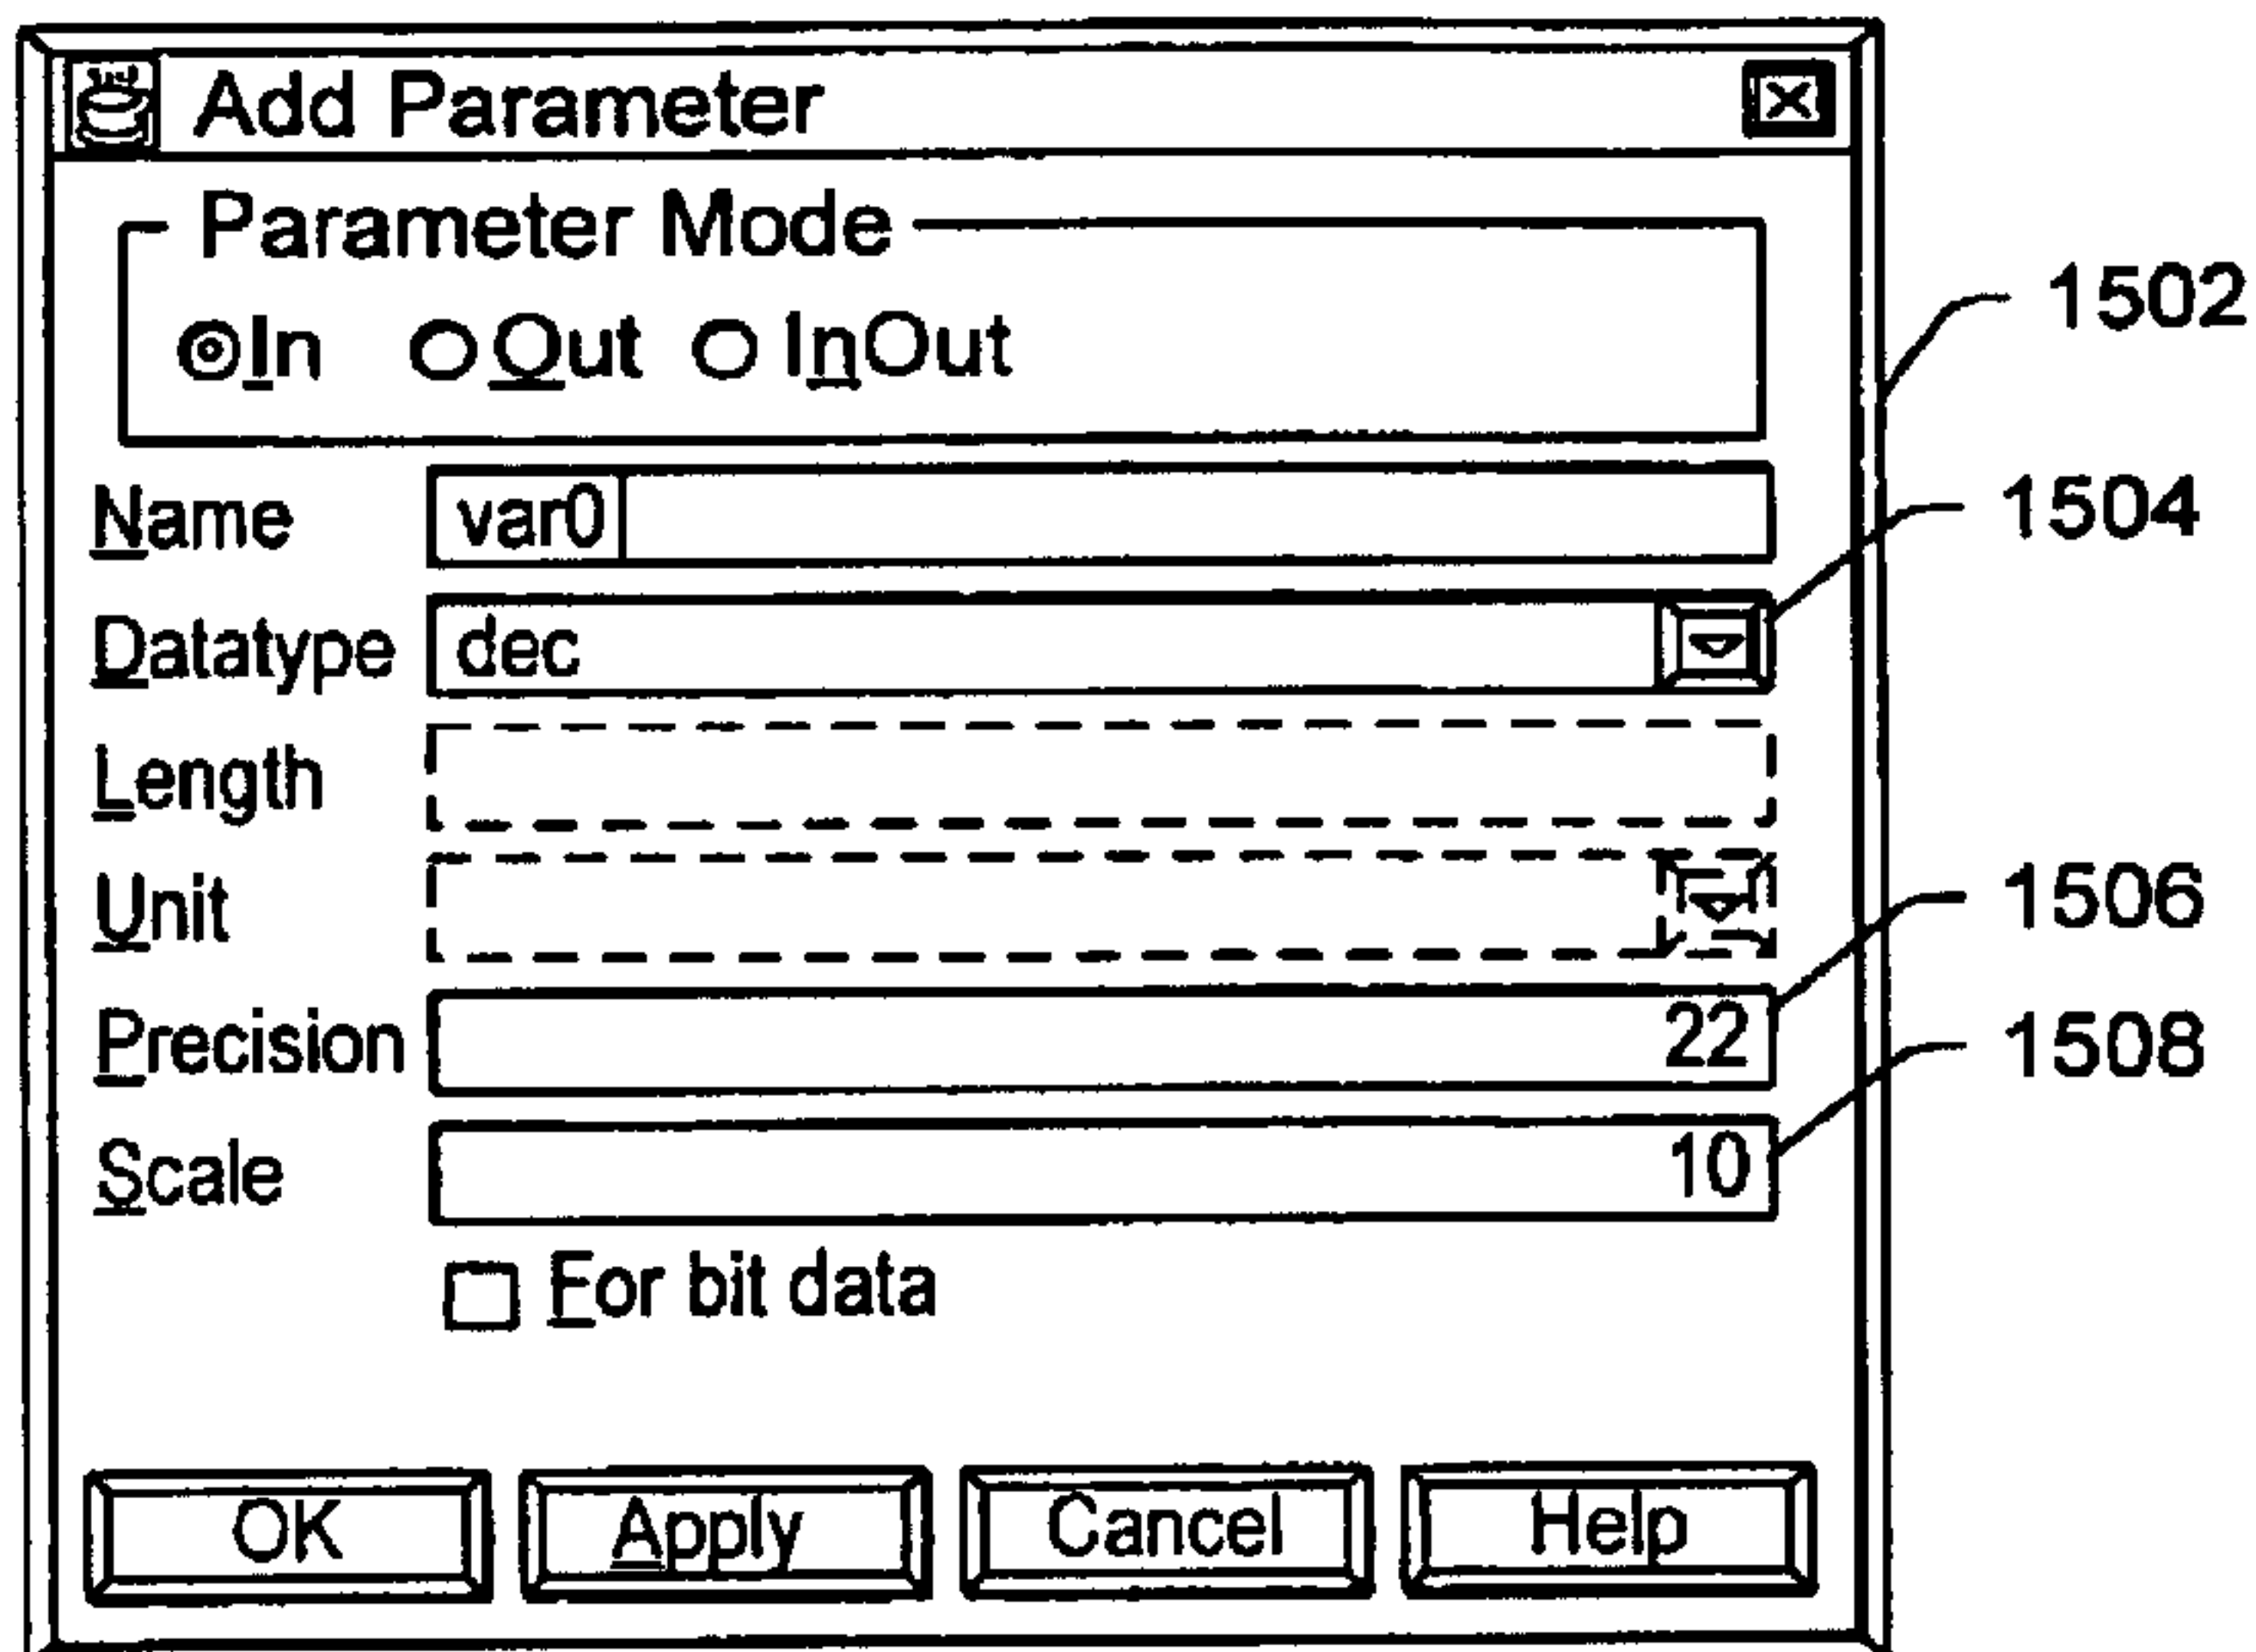 Add Parameter
Parameter Mode
In Out InOut
1502
Name var0
1504
Datatype dec
Length
Unit
1506
Precision 22
1508
Scale 10
For bit data
OK Apply Cancel Help